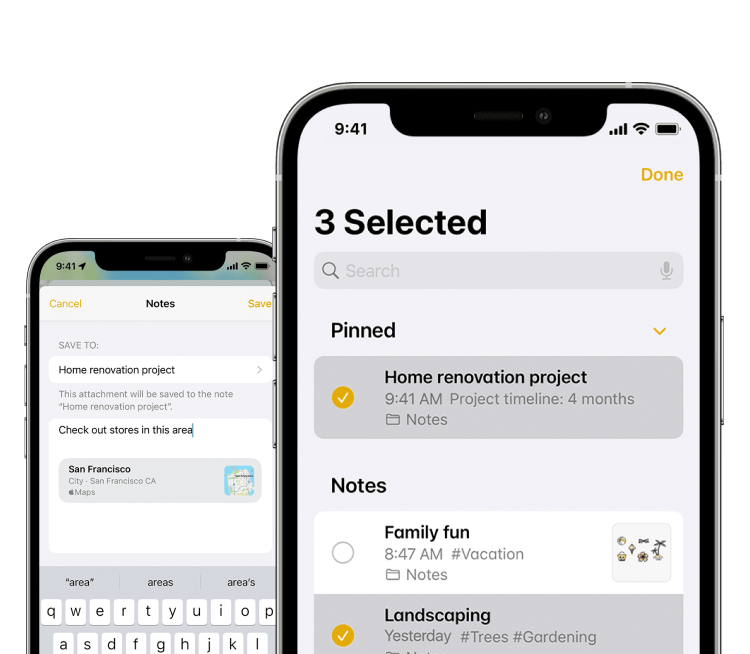 9:41
Cancel
Notes
Save
SAVE TO:
Home renovation project
This attachment will be saved to the note
“Home renovation project”.
Check out stores in this area
San Francisco
City · San Francisco CA
Maps
“area”
areas
area’s
q w e r t y u i o p
a s d f g h j k l
9:41
Done
3 Selected
Search
Pinned
Home renovation project
9:41 AM Project timeline: 4 months
Notes
Notes
Family fun
8:47 AM #Vacation
Notes
Landscaping
Yesterday #Trees #Gardening